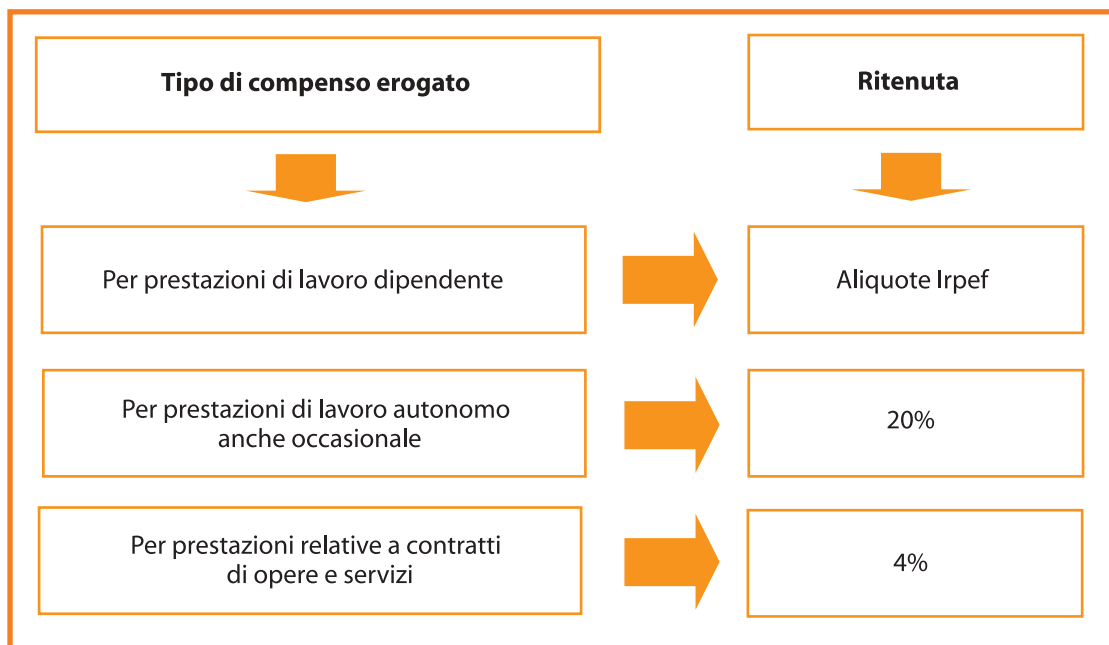 Tipo di compenso erogato
Ritenuta
Per prestazioni di lavoro dipendente
Aliquote Irpef
Per prestazioni di lavoro autonomo
anche occasionale
20%
Per prestazioni relative a contratti
di opere e servizi
4%